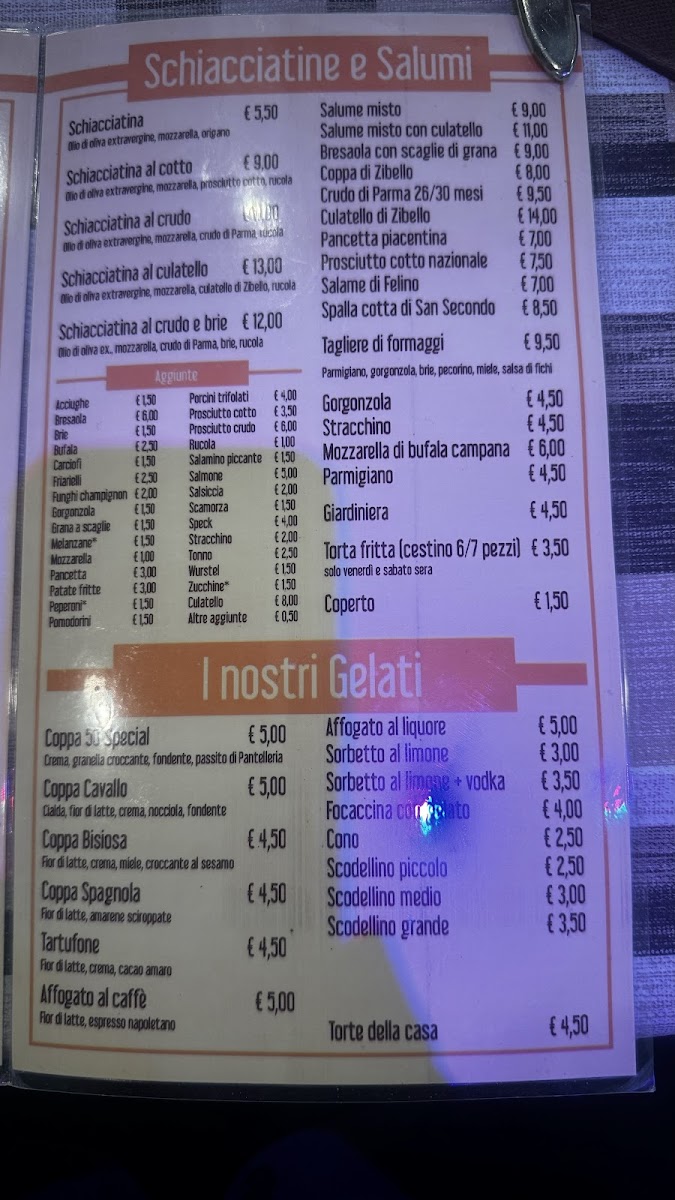 Schiacciatine e Salumi
Schiacciatina € 5,50
Olio di oliva extravergine, mozzarella, origano
Schiacciatina al cotto € 9,00
Olio di oliva extravergine, mozzarella, prosciutto cotto, rucola
Schiacciatina al crudo
Olio di oliva extravergine, mozzarella, crudo di Parma, rucola
Schiacciatina al culatello € 13,00
Olio di oliva extravergine, mozzarella, culatello di Zibello, rucola
Schiacciatina al crudo e brie € 12,00
Olio di oliva ex., mozzarella, crudo di Parma, brie, rucola
Aggiunte
Acciughe € 1,50
Bresaola € 6,00
Brie € 1,50
Bufala € 2,50
Carciofi € 1,50
Friarielli € 2,50
Funghi champignon € 2,00
Gorgonzola € 1,50
Grana a scaglie € 1,50
Melanzane* € 1,50
Mozzarella € 1,00
Pancetta € 3,00
Patate fritte € 3,00
Peperoni* € 1,50
Pomodorini € 1,50
Porcini trifolati € 4,00
Prosciutto cotto € 3,50
Prosciutto crudo € 6,00
Rucola € 1,00
Salamino piccante € 1,50
Salmone € 5,00
Salsiccia € 2,00
Scamorza € 1,50
Speck € 4,00
Stracchino € 2,00
Tonno € 2,50
Wurstel € 1,50
Zucchine* € 1,50
Culatello € 8,00
Altre aggiunte € 0,50
Salume misto € 9,00
Salume misto con culatello € 11,00
Bresaola con scaglie di grana € 9,00
Coppa di Zibello € 8,00
Crudo di Parma 26/30 mesi € 9,50
Culatello di Zibello € 14,00
Pancetta piacentina € 7,00
Prosciutto cotto nazionale € 7,50
Salame di Felino € 7,00
Spalla cotta di San Secondo € 8,50
Tagliere di formaggi € 9,50
Parmigiano, gorgonzola, brie, pecorino, miele, salsa di fichi
Gorgonzola € 4,50
Stracchino € 4,50
Mozzarella di bufala campana € 6,00
Parmigiano € 4,50
Giardiniera € 4,50
Torta fritta (cestino 6/7 pezzi) € 3,50
solo venerdì e sabato sera
Coperto € 1,50
I nostri Gelati
Coppa 50 Special € 5,00
Crema, granella croccante, fondente, passito di Pantelleria
Coppa Cavallo € 5,00
Cialda, fior di latte, crema, nocciola, fondente
Coppa Bisiosa € 4,50
Fior di latte, crema, miele, croccante al sesamo
Coppa Spagnola € 4,50
Fior di latte, amarene sciroppate
Tartufone € 4,50
Fior di latte, crema, cacao amaro
Affogato al caffè € 5,00
Fior di latte, espresso napoletano
Affogato al liquore € 5,00
Sorbetto al limone € 3,00
Sorbetto al limone + vodka € 3,50
Focaccina € 4,00
Cono € 2,50
Scodellino piccolo € 2,50
Scodellino medio € 3,00
Scodellino grande € 3,50
Torte della casa € 4,50